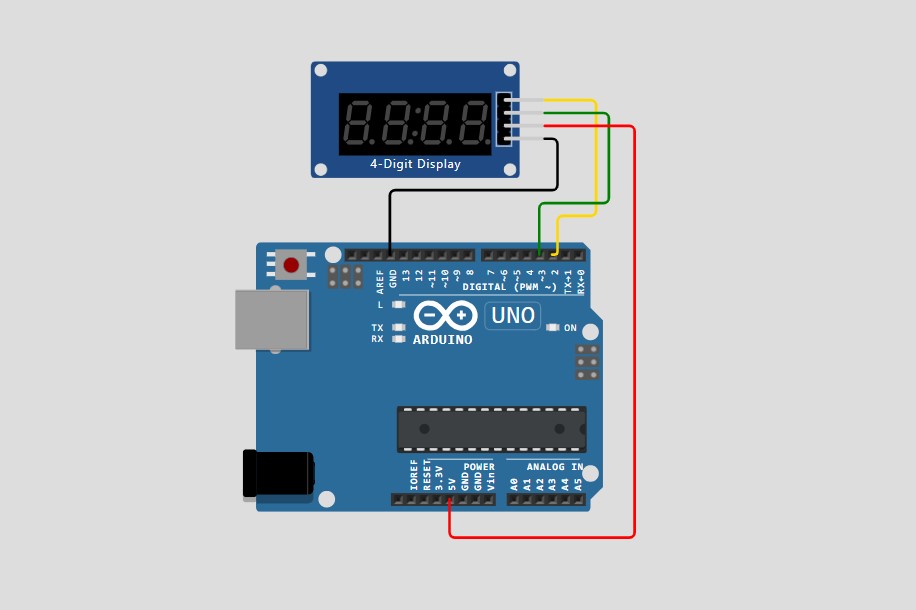 4-Digit Display
AREF
GND
13
12
~11
~10
~9
8
7
~6
~5
4
~3
2
TX→1
RX←0
DIGITAL (PWM ~)
L
TX
RX
UNO
ON
ARDUINO
IOREF
RESET
3.3V
5V
GND
GND
Vin
POWER
ANALOG IN
A0
A1
A2
A3
A4
A5